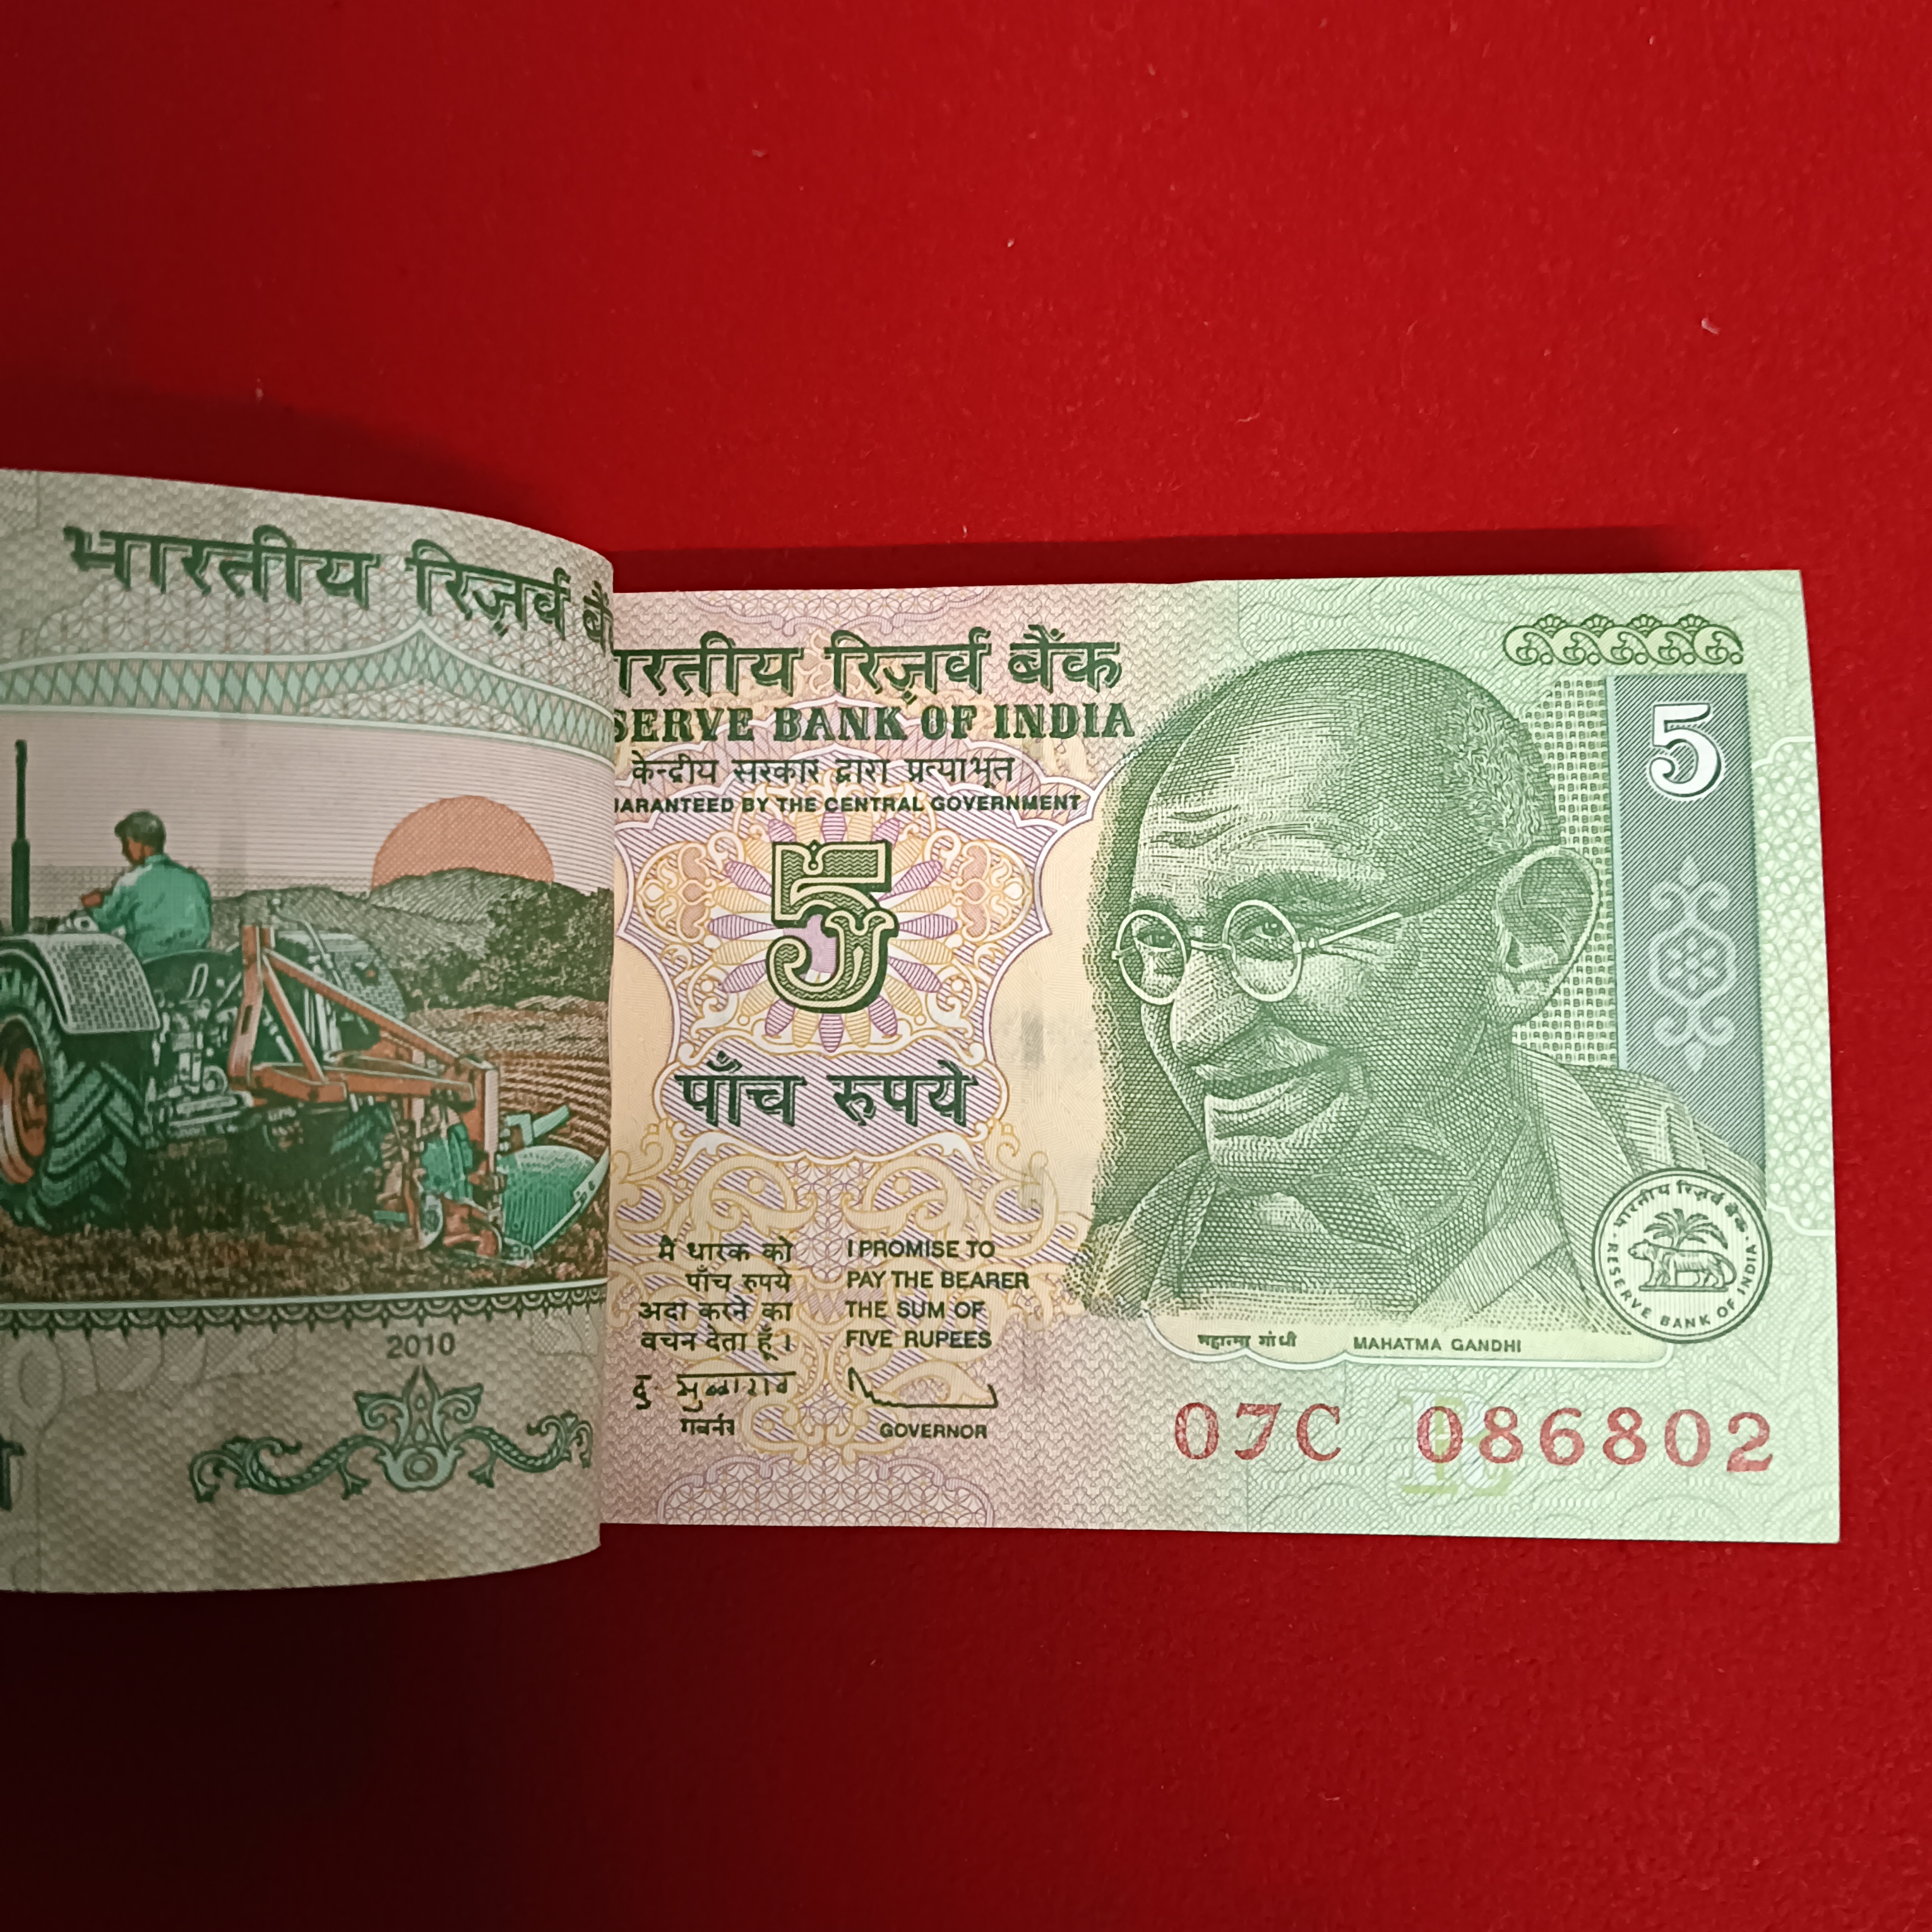 भारतीय रिज़र्व बैं
2010
रतीय रिज़र्व बैंक
SERVE BANK OF INDIA
केन्द्रीय सरकार द्वारा प्रत्याभूत
UARANTEED BY THE CENTRAL GOVERNMENT
5
पाँच रुपये
मैं धारक को
पाँच रुपये
अदा करने का
वचन देता हूँ।
I PROMISE TO
PAY THE BEARER
THE SUM OF
FIVE RUPEES
गवर्नर
GOVERNOR
5
भारतीय रिज़र्व बैंक
RESERVE BANK OF INDIA
महात्मा गांधी
MAHATMA GANDHI
07C 086802
R